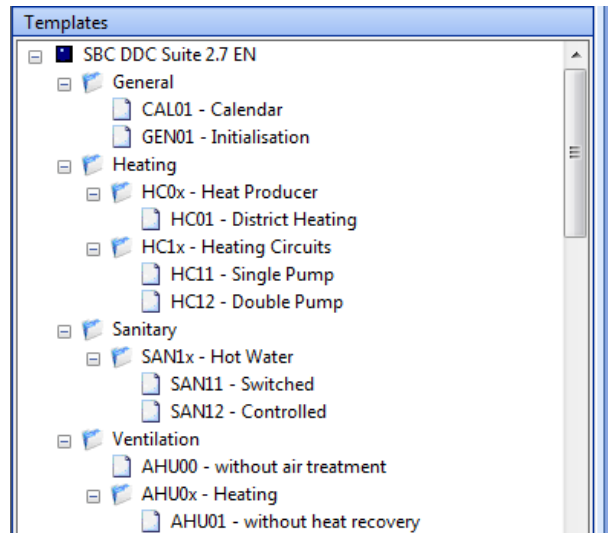 Templates
SBC DDC Suite 2.7 EN
General
CAL01 - Calendar
GEN01 - Initialisation
Heating
HC0x - Heat Producer
HC01 - District Heating
HC1x - Heating Circuits
HC11 - Single Pump
HC12 - Double Pump
Sanitary
SAN1x - Hot Water
SAN11 - Switched
SAN12 - Controlled
Ventilation
AHU00 - without air treatment
AHU0x - Heating
AHU01 - without heat recovery